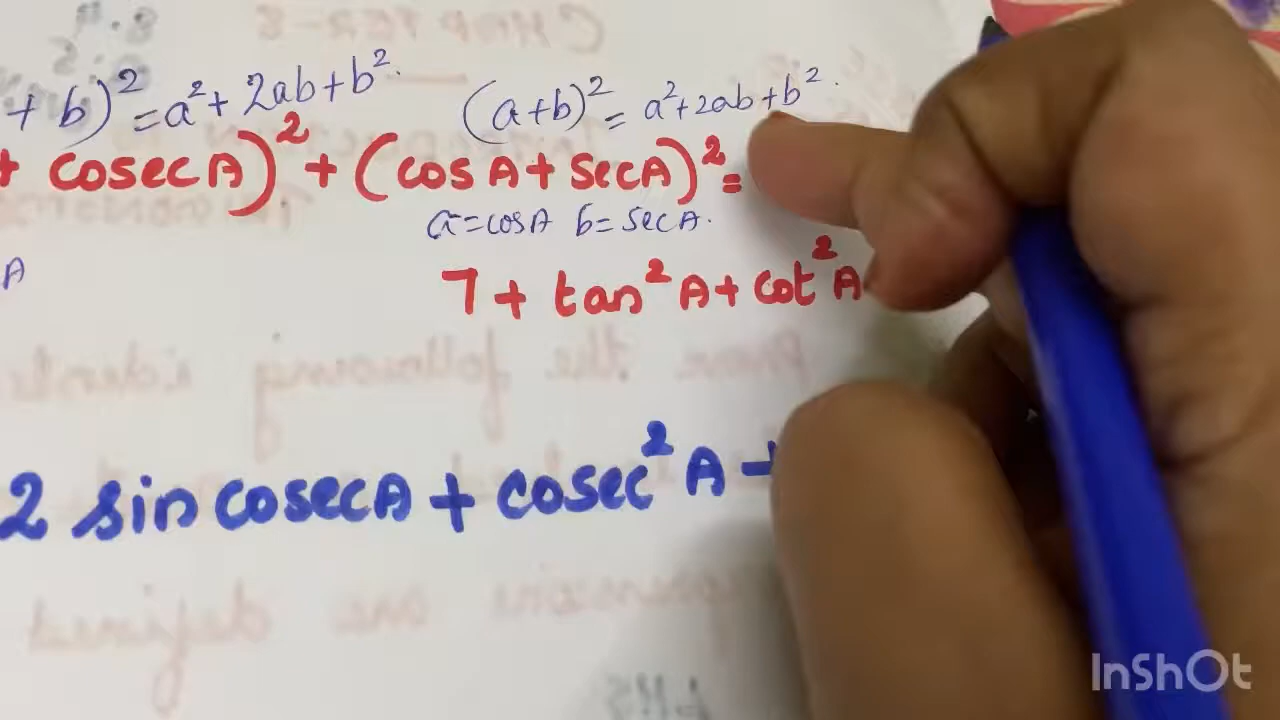 + b)² = a² + 2ab + b².
(a+b)² = a² + 2ab + b².
+ cosecA)² + (cosA + secA)² =
a = cosA b = secA.
A
7 + tan²A + cot²A
2 sin cosecA + cosec²A +
InShOt